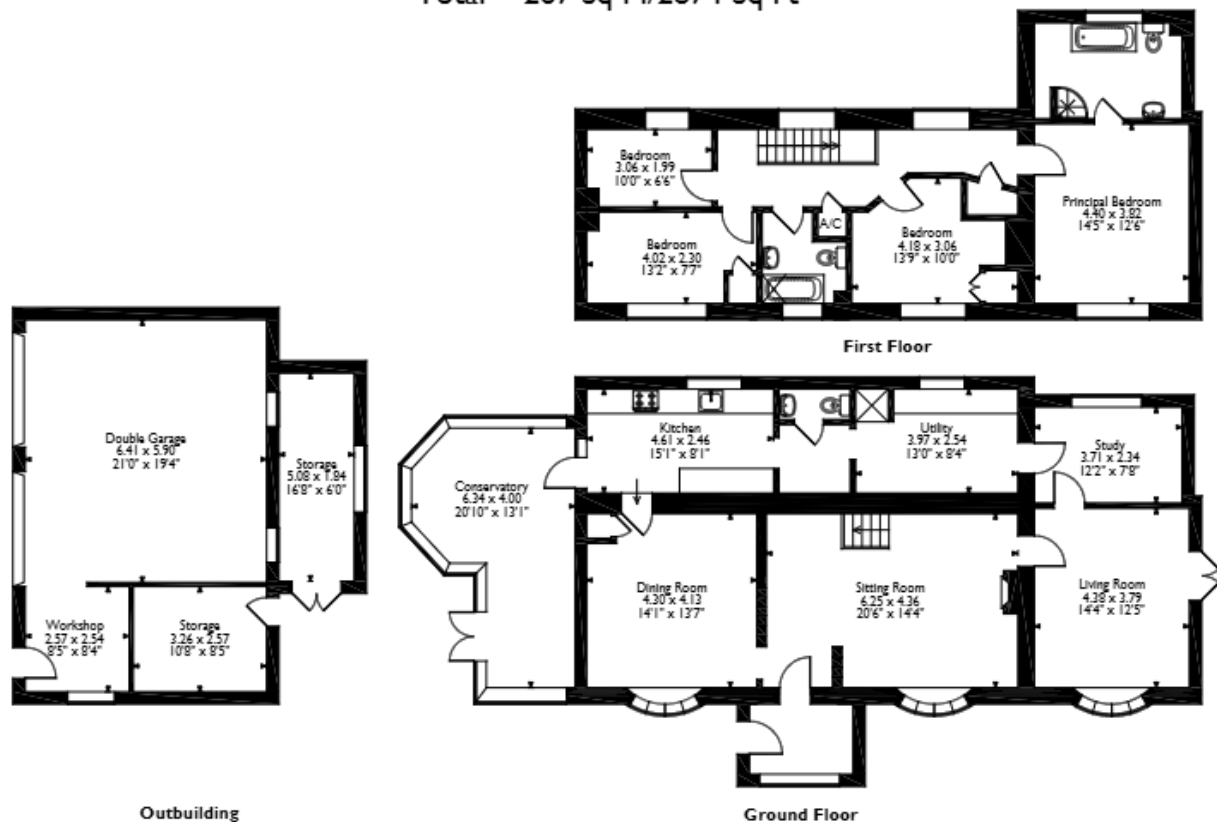 Bedroom
3.06 x 1.99
10'0" x 6'6"
Bedroom
4.02 x 2.30
13'2" x 7'7"
A/C
Bedroom
4.18 x 3.06
13'9" x 10'0"
Principal Bedroom
4.40 x 3.82
14'5" x 12'6"
First Floor
Double Garage
6.41 x 5.90
21'0" x 19'4"
Storage
5.08 x 1.84
16'8" x 6'0"
Workshop
2.57 x 2.54
8'5" x 8'4"
Storage
3.26 x 2.57
10'8" x 8'5"
Outbuilding
Conservatory
6.34 x 4.00
20'10" x 13'1"
Kitchen
4.61 x 2.46
15'1" x 8'1"
Utility
3.97 x 2.54
13'0" x 8'4"
Study
3.71 x 2.34
12'2" x 7'8"
Dining Room
4.30 x 4.13
14'1" x 13'7"
Sitting Room
6.25 x 4.36
20'6" x 14'4"
Living Room
4.38 x 3.79
14'4" x 12'5"
Ground Floor